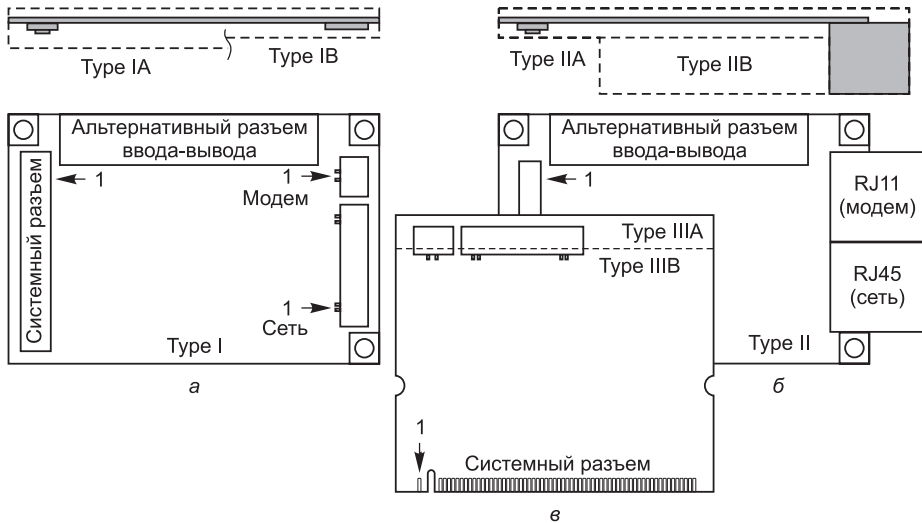 Type IA
Type IB
Type IIA
Type IIB
Альтернативный разъем
ввода-вывода
Системный разъем
1
1
Модем
1
Сеть
Type I
а
Альтернативный разъем
ввода-вывода
1
RJ11
(модем)
RJ45
(сеть)
Type II
б
Type IIIA
Type IIIB
1
Системный разъем
в